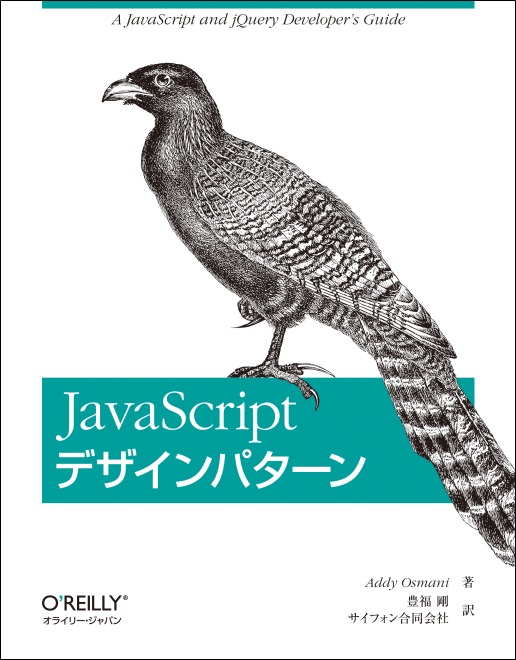 A JavaScript and jQuery Developer's Guide
JavaScript
デザインパターン
Addy Osmani 著
豊福 剛
サイフォン合同会社 訳
O'REILLY®
オライリー・ジャパン